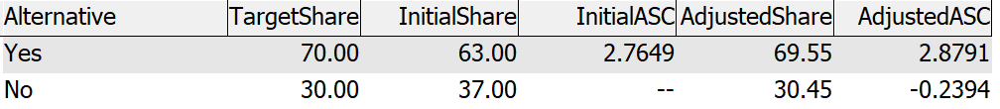 Alternative TargetShare InitialShare InitialASC AdjustedShare AdjustedASC
Yes 70.00 63.00 2.7649 69.55 2.8791
No 30.00 37.00 -- 30.45 -0.2394